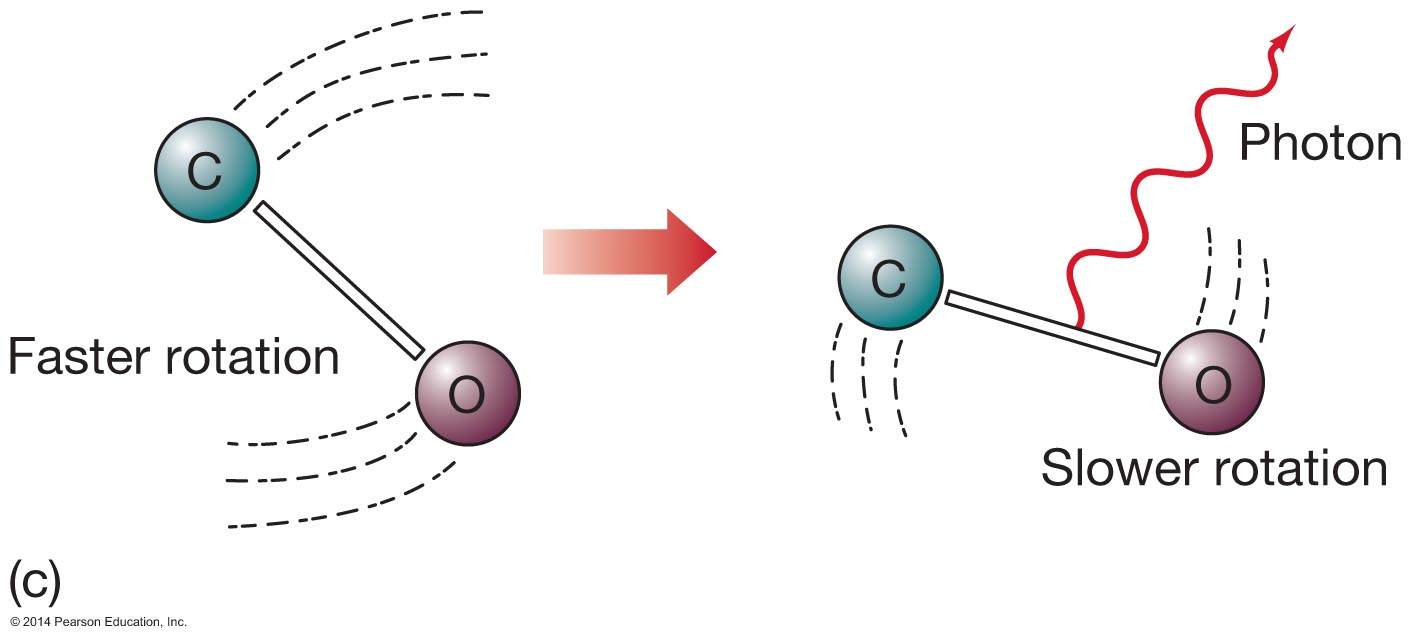 C
Photon
C
Faster rotation
O
O
Slower rotation
(c)
© 2014 Pearson Education, Inc.